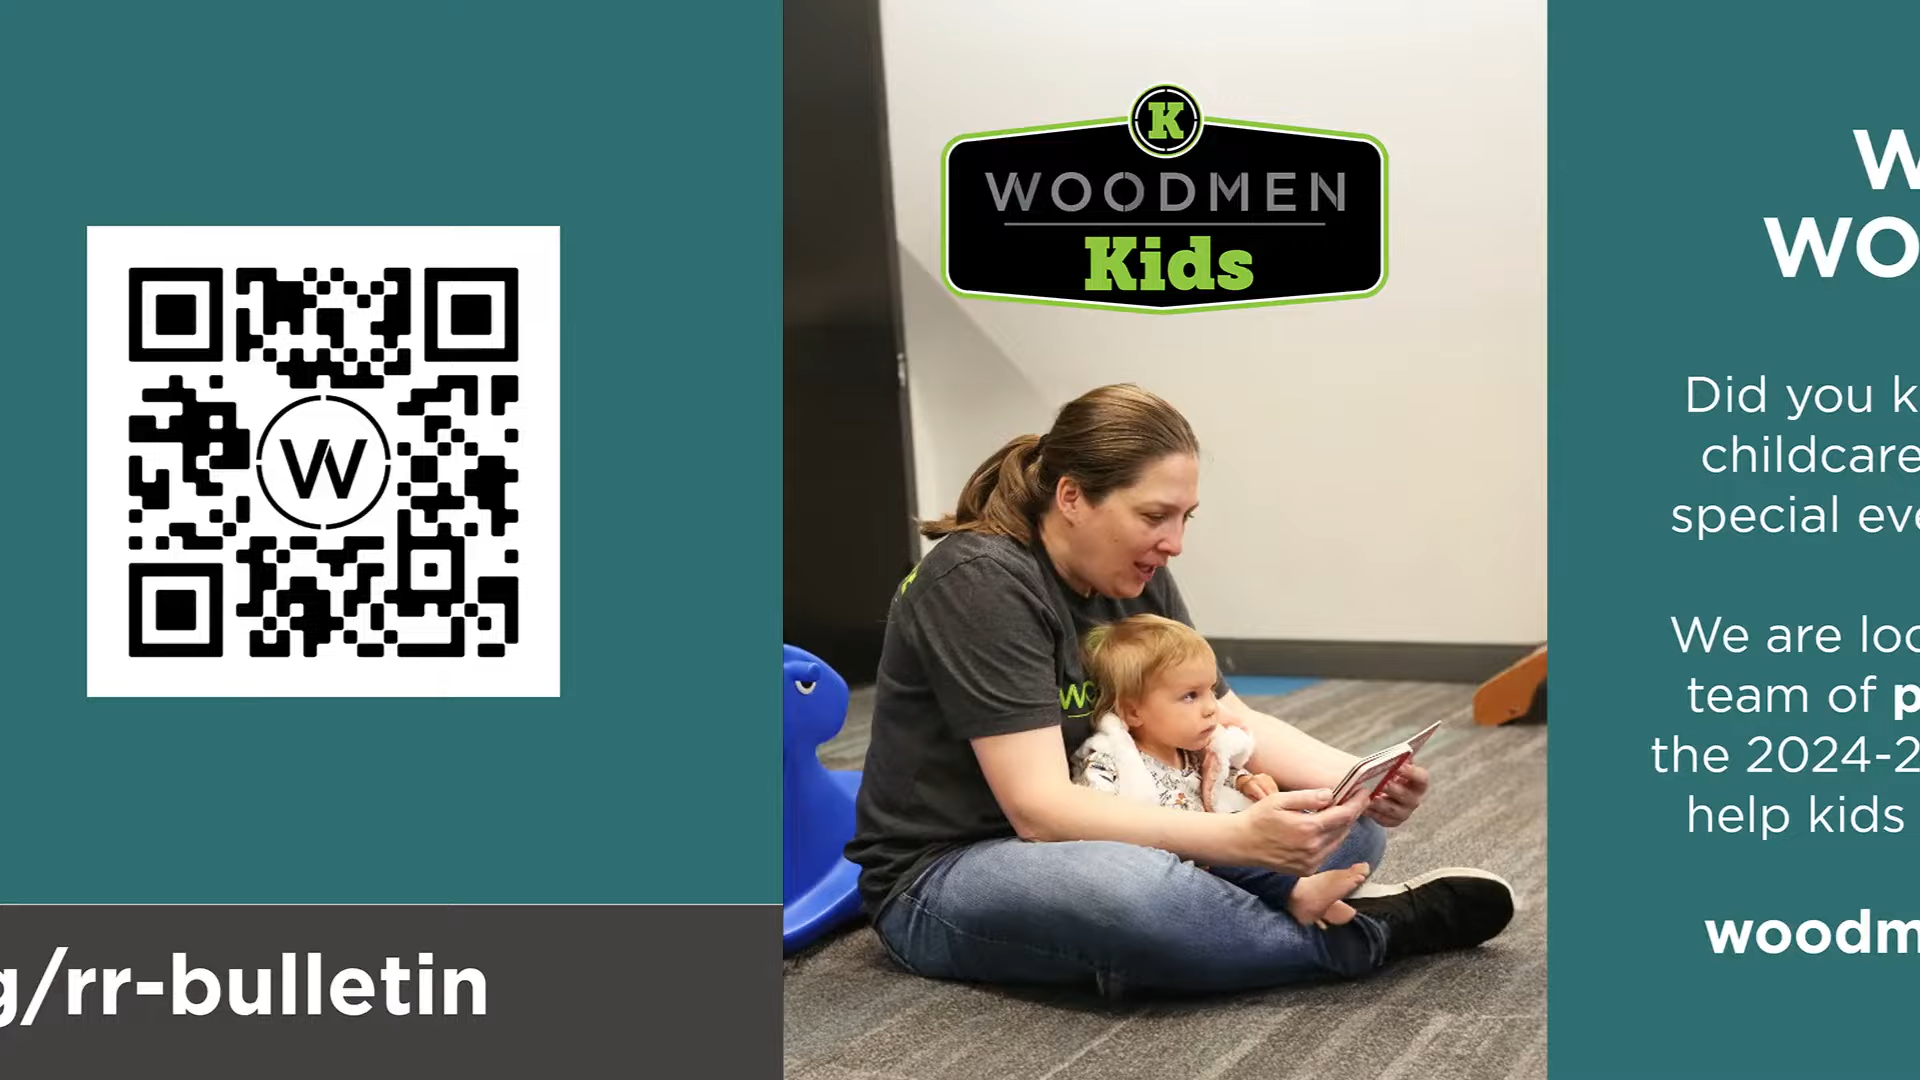 W
g/rr-bulletin
K
WOODMEN
Kids
W
WO
Did you k
childcare
special eve
We are loo
team of p
the 2024-2
help kids
woodm